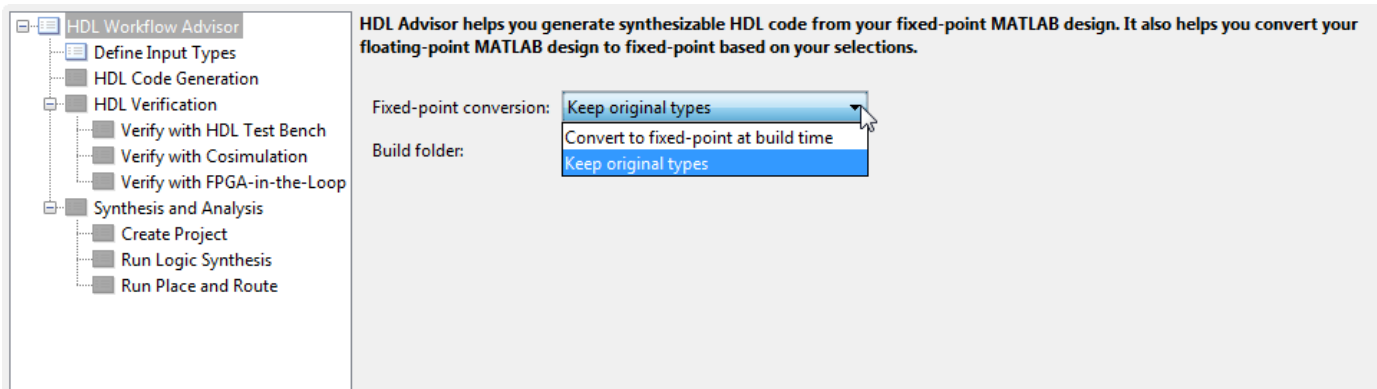 HDL Workflow Advisor
Define Input Types
HDL Code Generation
HDL Verification
Verify with HDL Test Bench
Verify with Cosimulation
Verify with FPGA-in-the-Loop
Synthesis and Analysis
Create Project
Run Logic Synthesis
Run Place and Route
HDL Advisor helps you generate synthesizable HDL code from your fixed-point MATLAB design. It also helps you convert your
floating-point MATLAB design to fixed-point based on your selections.
Fixed-point conversion: Keep original types
Convert to fixed-point at build time
Build folder:
Keep original types